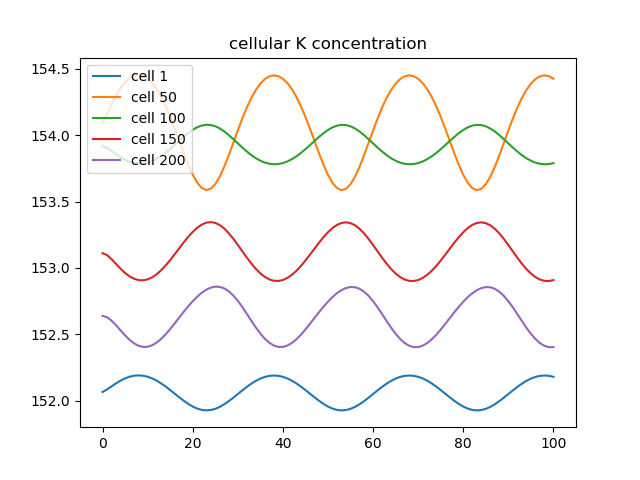 cellular K concentration
cell 1
cell 50
cell 100
cell 150
cell 200
154.5
154.0
153.5
153.0
152.5
152.0
0 20 40 60 80 100